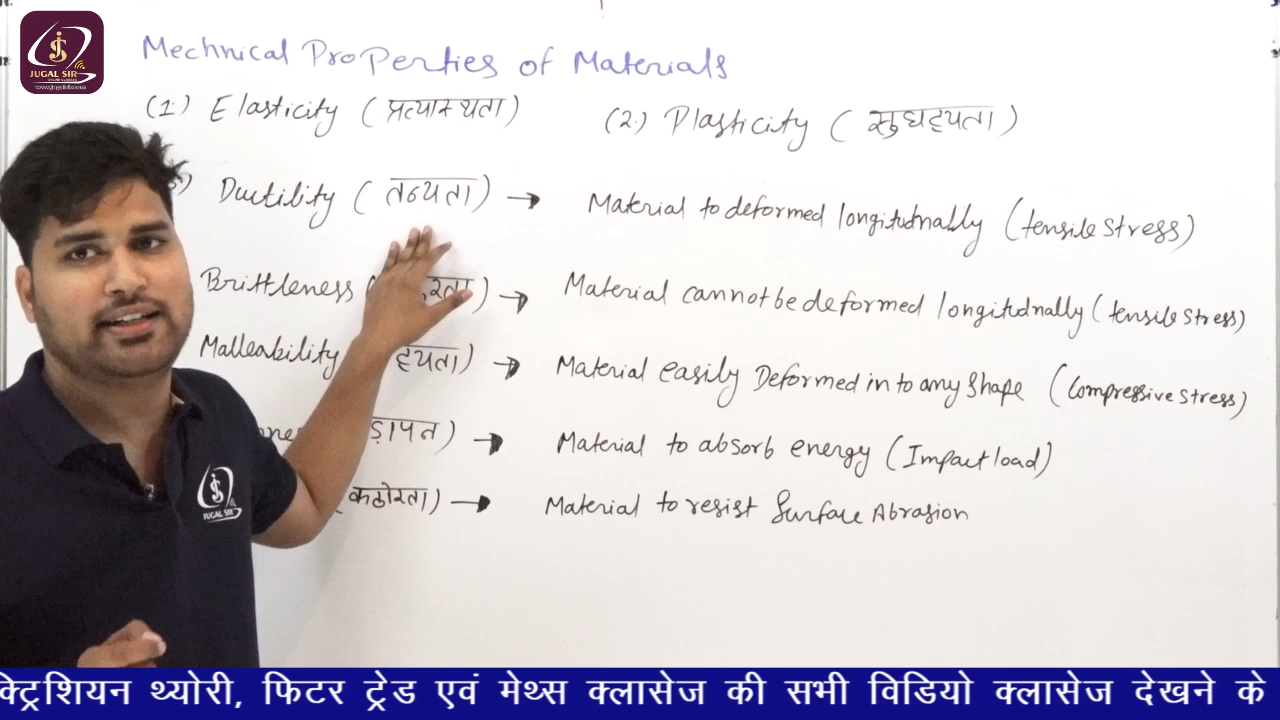 JUGAL SIR
Mechnical Properties of Materials
(1.) Elasticity (प्रत्यास्थता) (2.) Plasticity (सुघट्यता)
Ductility (तन्यता) → Material to deformed longitudnally (tensile stress)
Brittleness → Material cannot be deformed longitudnally (tensile stress)
Malleability → Material easily Deformed in to any shape (Compressive stress)
→ Material to absorb energy (Impact load)
(कठोरता) → Material to resist Surface Abrasion
JUGAL SIR
थ्योरी, फिटर ट्रेड एवं मेथ्स क्लासेज की सभी विडियो क्लासेज देखने के